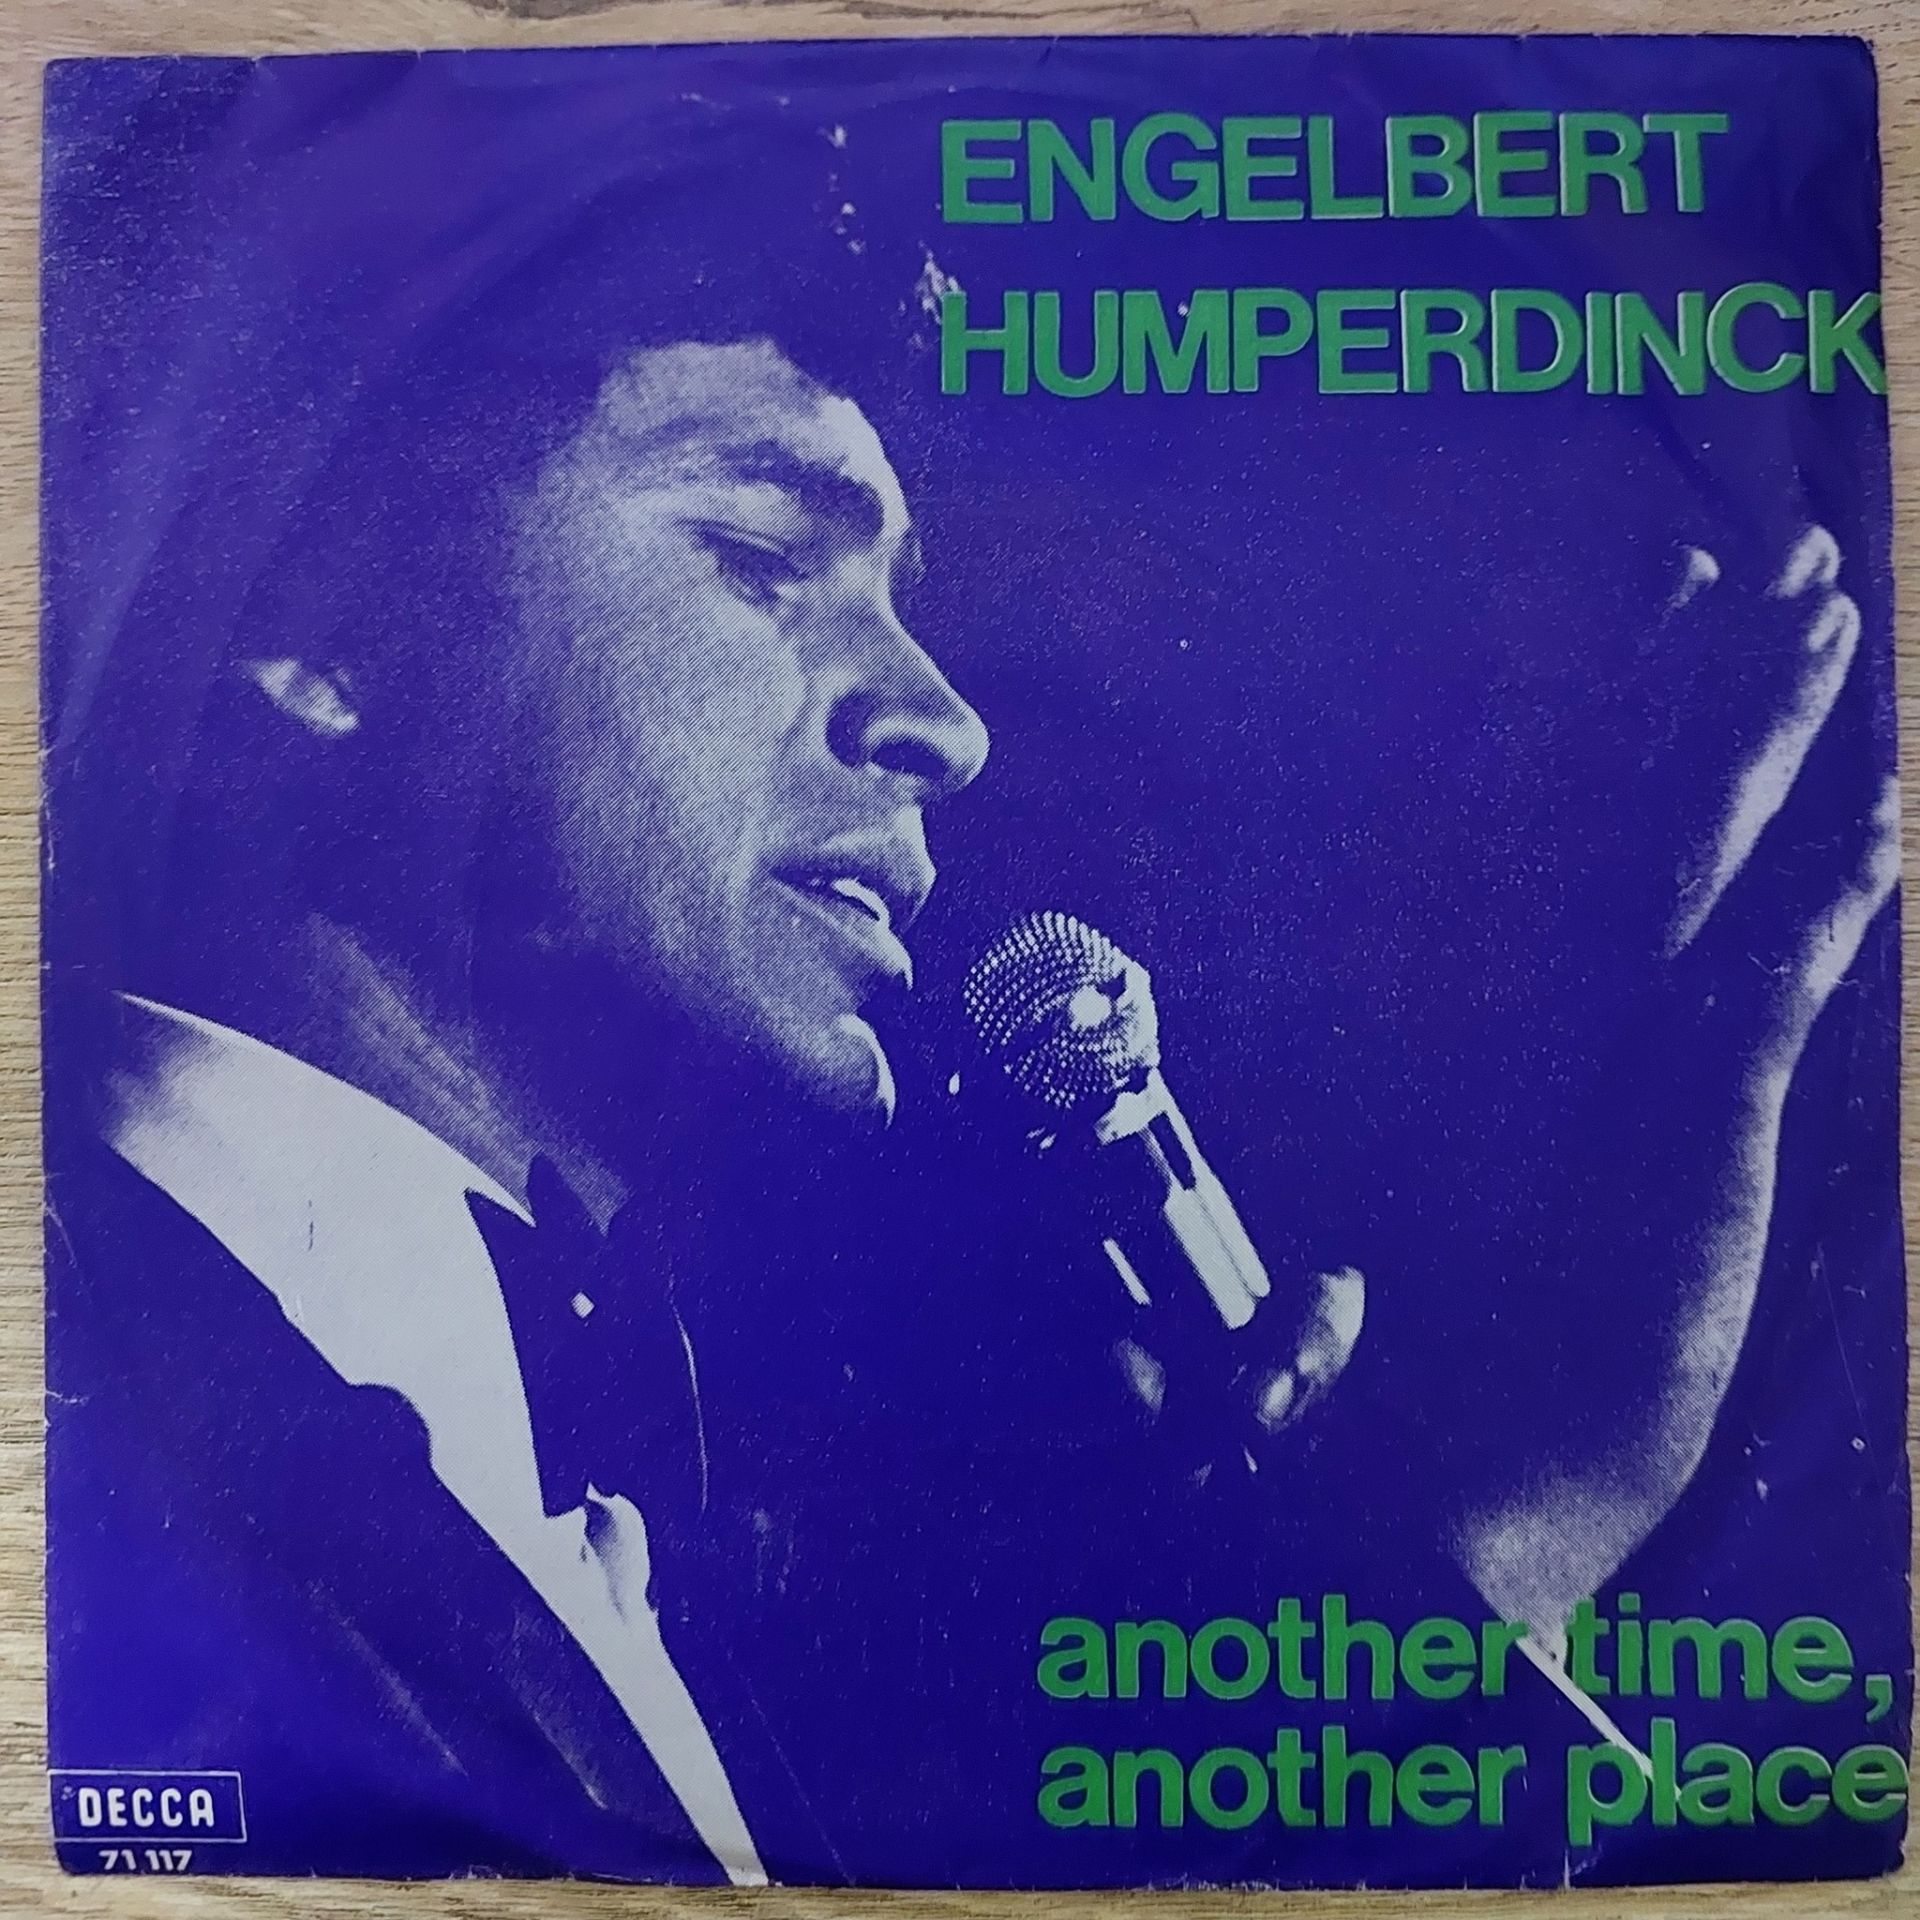 ENGELBERT
HUMPERDINCK
another time,
another place
DECCA
71 117